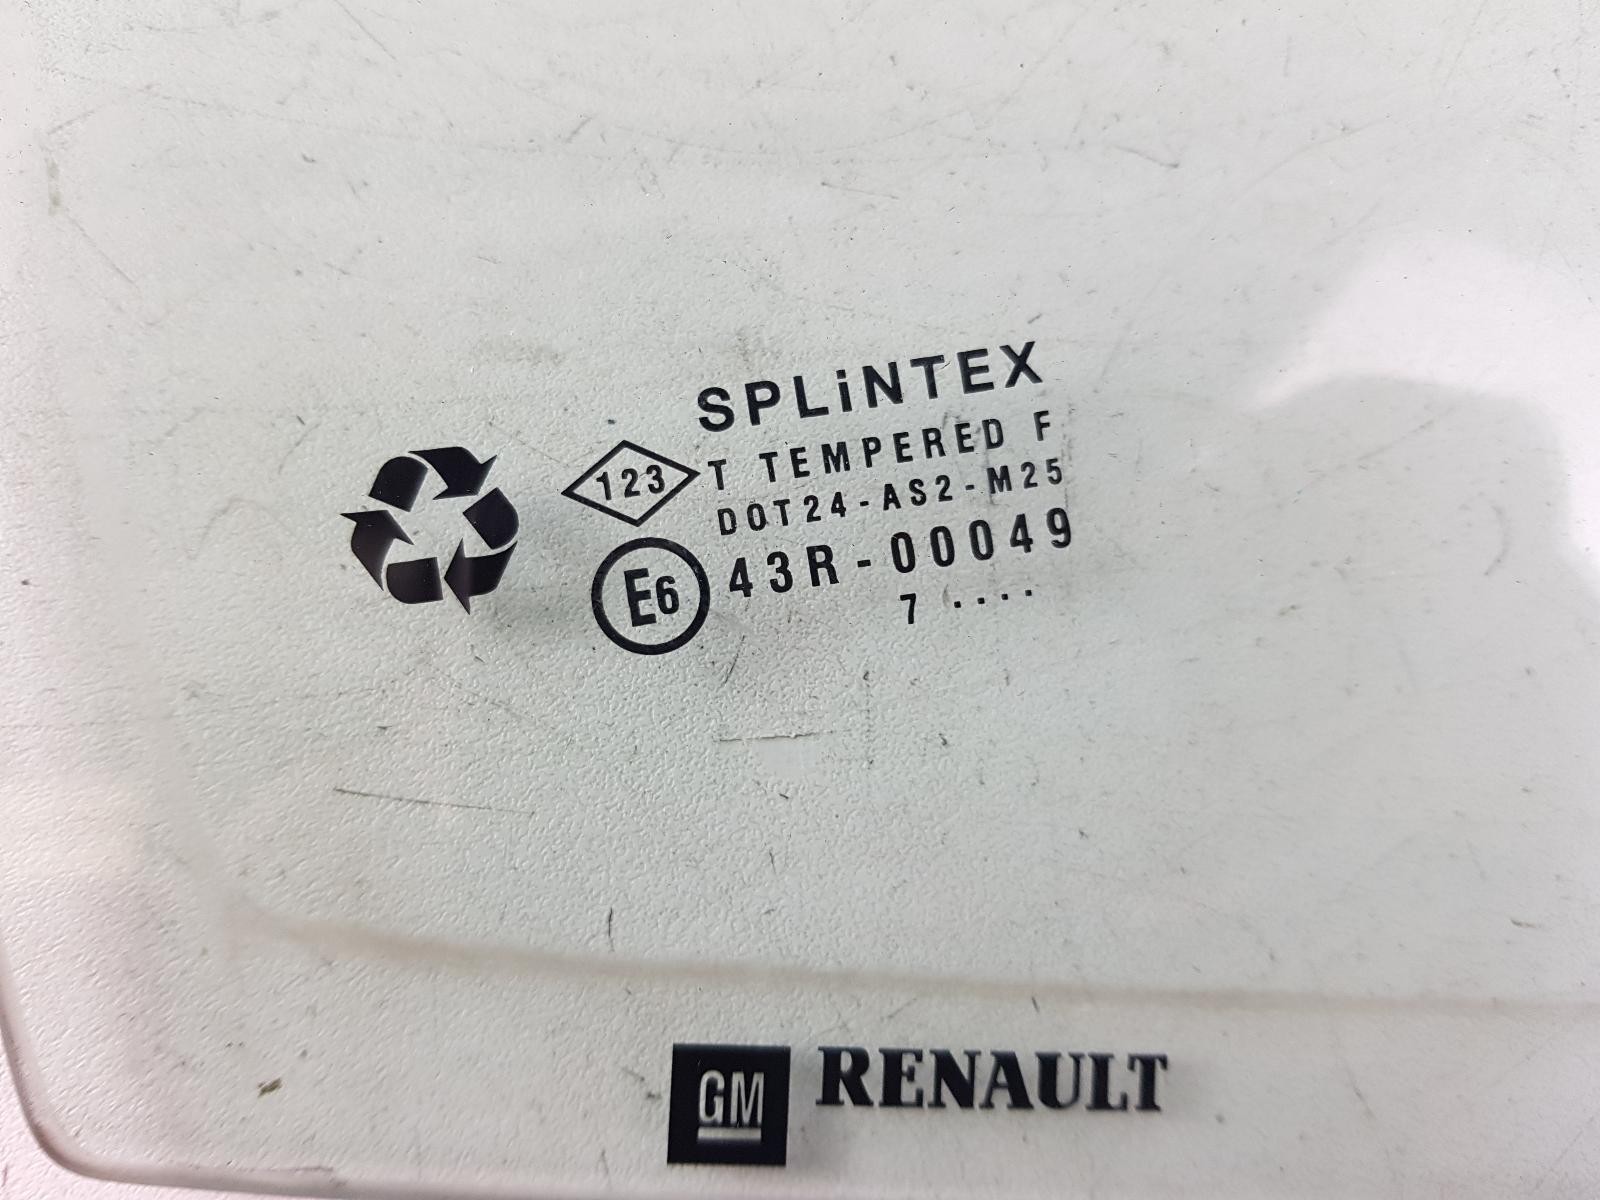 SPLiNTEX
123 T TEMPERED F
DOT24-AS2-M25
E6 43R-00049
7 ....
GM RENAULT